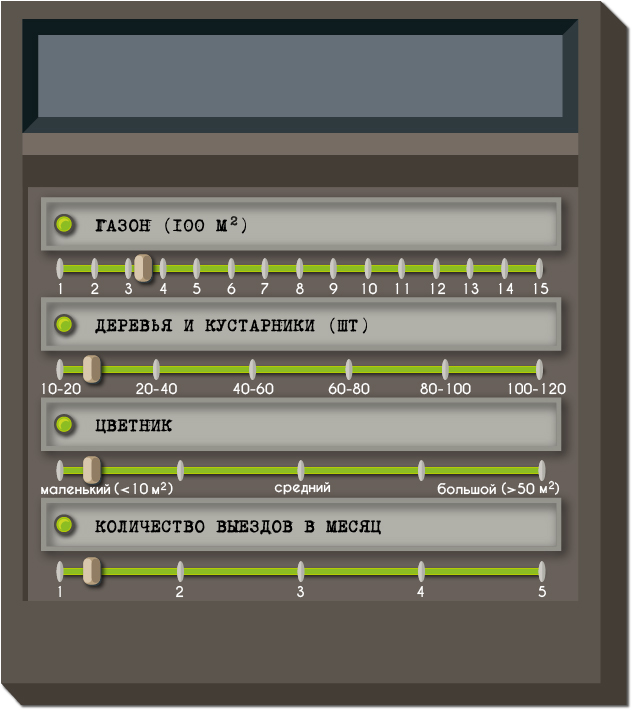 ГАЗОН (100 М²)
1 2 3 4 5 6 7 8 9 10 11 12 13 14 15
ДЕРЕВЬЯ И КУСТАРНИКИ (ШТ)
10-20 20-40 40-60 60-80 80-100 100-120
ЦВЕТНИК
маленький (<10 м²) средний большой (>50 м²)
КОЛИЧЕСТВО ВЫЕЗДОВ В МЕСЯЦ
1 2 3 4 5